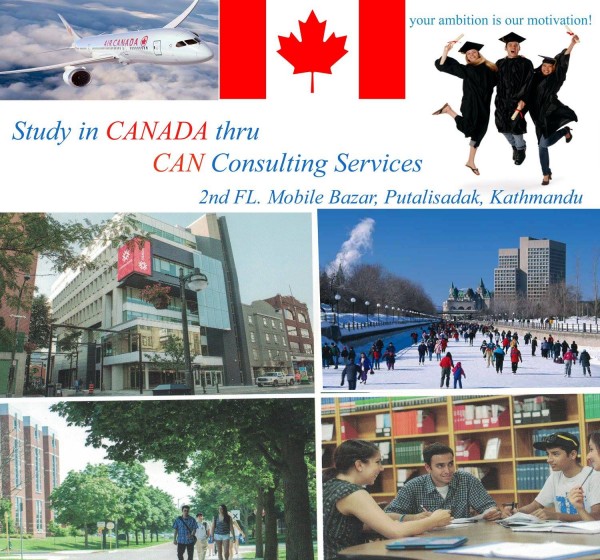 AIR CANADA
your ambition is our motivation!
Study in CANADA thru
CAN Consulting Services
2nd FL. Mobile Bazar, Putalisadak, Kathmandu